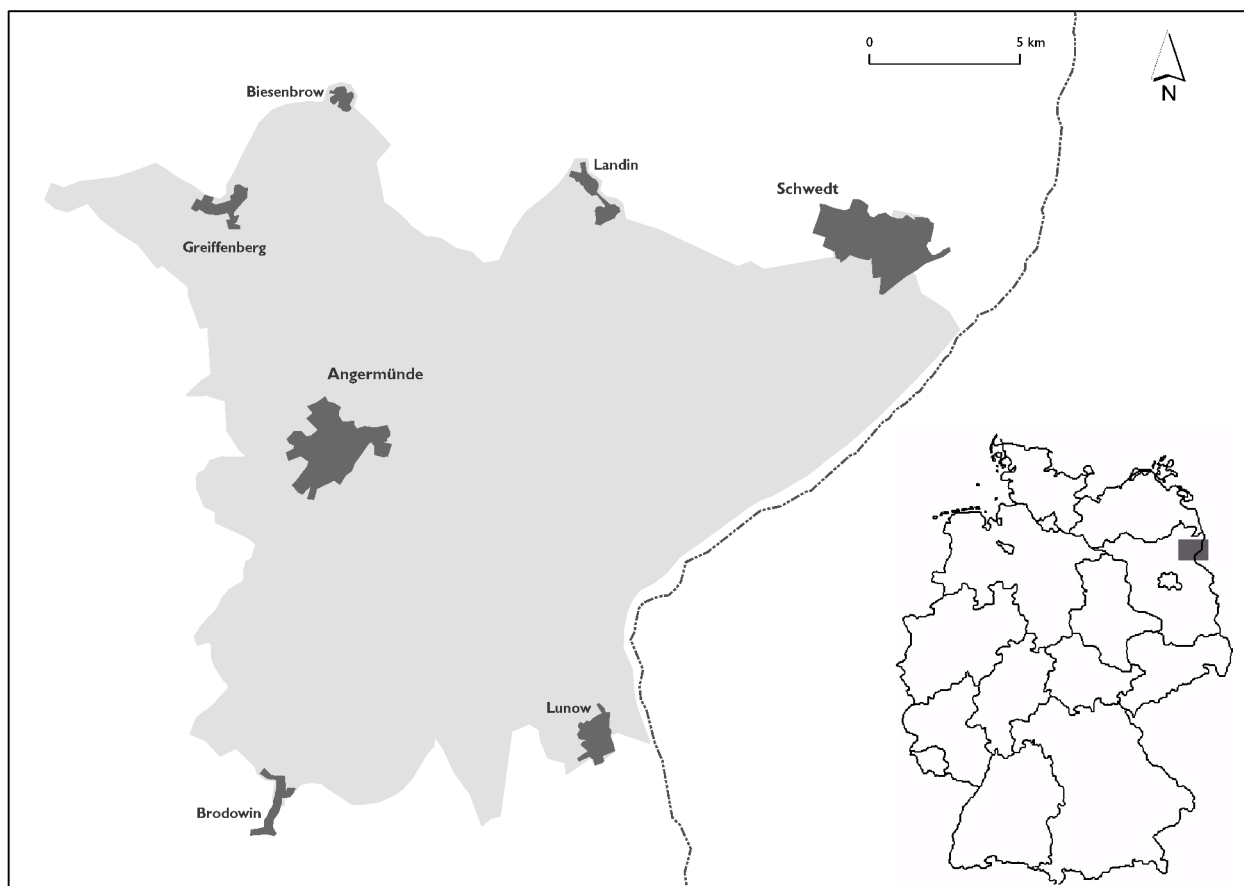 0 5 km
N
Biesenbrow
Landin
Schwedt
Greiffenberg
Angermünde
Lunow
Brodowin